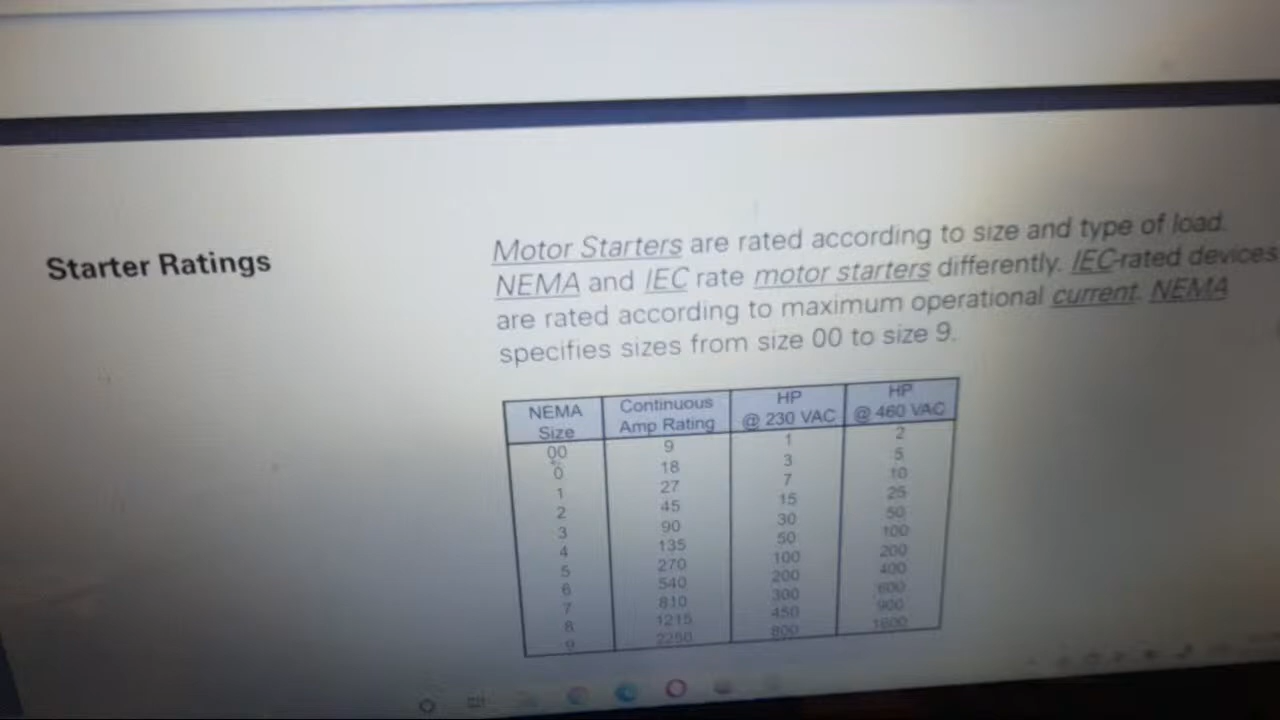 Starter Ratings
Motor Starters are rated according to size and type of load.
NEMA and IEC rate motor starters differently. IEC-rated devices
are rated according to maximum operational current. NEMA
specifies sizes from size 00 to size 9.
NEMA Size Continuous Amp Rating HP @ 230 VAC HP @ 460 VAC
00 9 1 2
0 18 3 5
1 27 7 10
2 45 15 25
3 90 30 50
4 135 50 100
5 270 100 200
6 540 200 400
7 810 300 600
8 1215 450 900
9 2250 800 1600